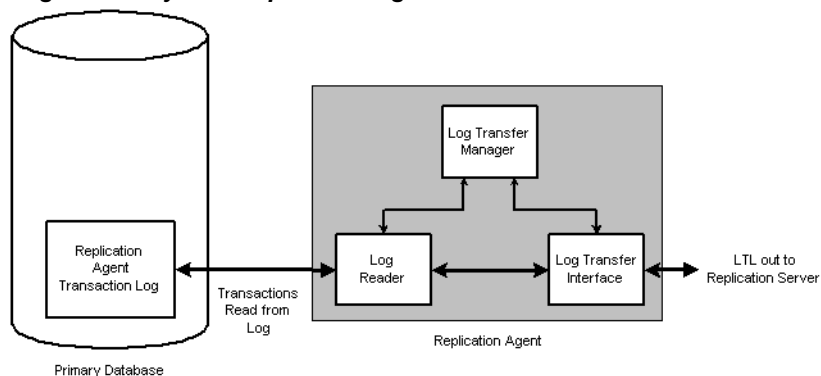 Log Transfer
Manager
Replication
Agent
Transaction Log
Log
Reader
Log Transfer
Interface
LTL out to
Replication Server
Transactions
Read from
Log
Replication Agent
Primary Database